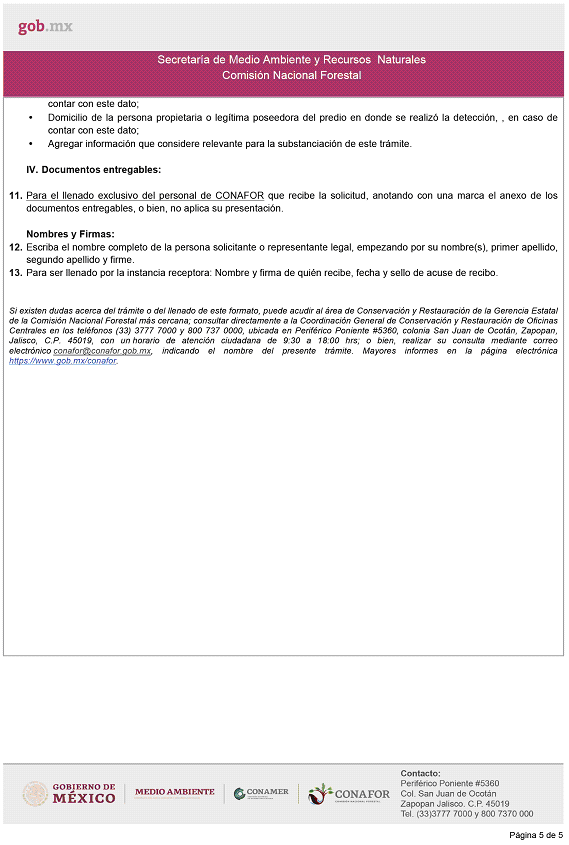 gob.mx
Secretaría de Medio Ambiente y Recursos Naturales
Comisión Nacional Forestal
contar con este dato;
• Domicilio de la persona propietaria o legítima poseedora del predio en donde se realizó la detección, , en caso de
contar con este dato;
• Agregar información que considere relevante para la substanciación de este trámite.
IV. Documentos entregables:
11. Para el llenado exclusivo del personal de CONAFOR que recibe la solicitud, anotando con una marca el anexo de los
documentos entregables, o bien, no aplica su presentación.
Nombres y Firmas:
12. Escriba el nombre completo de la persona solicitante o representante legal, empezando por su nombre(s), primer apellido,
segundo apellido y firme.
13. Para ser llenado por la instancia receptora: Nombre y firma de quién recibe, fecha y sello de acuse de recibo.
Si existen dudas acerca del trámite o del llenado de este formato, puede acudir al área de Conservación y Restauración de la Gerencia Estatal
de la Comisión Nacional Forestal más cercana; consultar directamente a la Coordinación General de Conservación y Restauración de Oficinas
Centrales en los teléfonos (33) 3777 7000 y 800 737 0000, ubicada en Periférico Poniente #5360, colonia San Juan de Ocotán, Zapopan,
Jalisco, C.P. 45019, con un horario de atención ciudadana de 9:30 a 18:00 hrs; o bien, realizar su consulta mediante correo
electrónico conafor@conafor.gob.mx, indicando el nombre del presente trámite. Mayores informes en la página electrónica
https://www.gob.mx/conafor.
GOBIERNO DE
MÉXICO
MEDIO AMBIENTE
CONAMER
CONAFOR
COMISIÓN NACIONAL FORESTAL
Contacto:
Periférico Poniente #5360
Col. San Juan de Ocotán
Zapopan Jalisco. C.P. 45019
Tel. (33)3777 7000 y 800 7370 000
Página 5 de 5